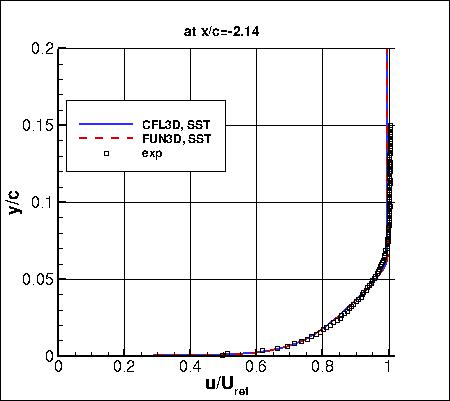 at x/c=-2.14
0.2
0.15
0.1
0.05
0
y/c
CFL3D, SST
FUN3D, SST
exp
0 0.2 0.4 0.6 0.8 1
u/Uref